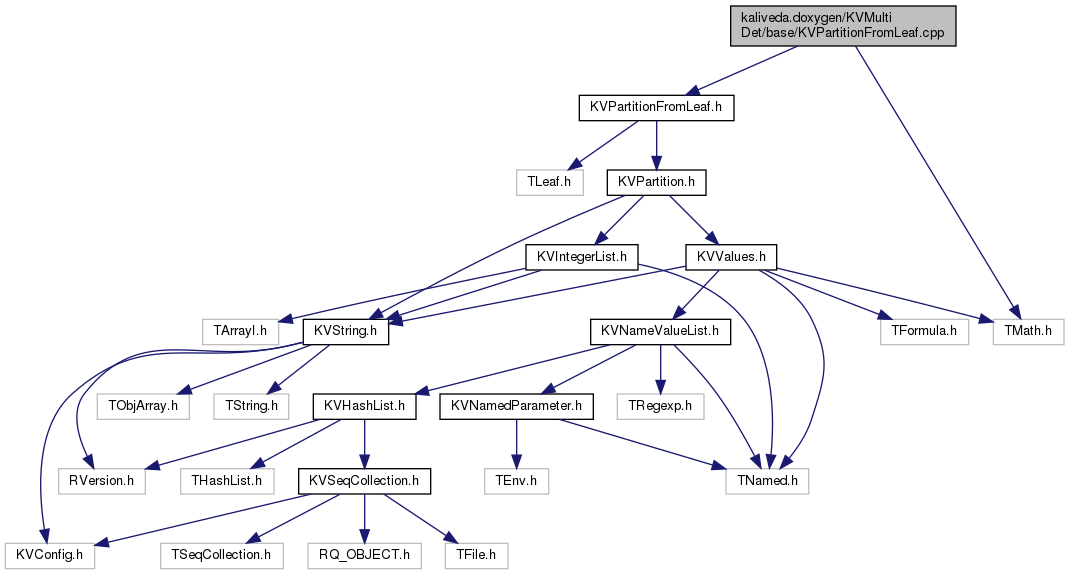 kaliveda.doxygen/KVMulti
Det/base/KVPartitionFromLeaf.cpp
KVPartitionFromLeaf.h
TLeaf.h
KVPartition.h
KVIntegerList.h
KVValues.h
TArrayI.h
KVString.h
KVNameValueList.h
TFormula.h
TMath.h
TObjArray.h
TString.h
KVHashList.h
KVNamedParameter.h
TRegexp.h
RVersion.h
THashList.h
KVSeqCollection.h
TEnv.h
TNamed.h
KVConfig.h
TSeqCollection.h
RQ_OBJECT.h
TFile.h